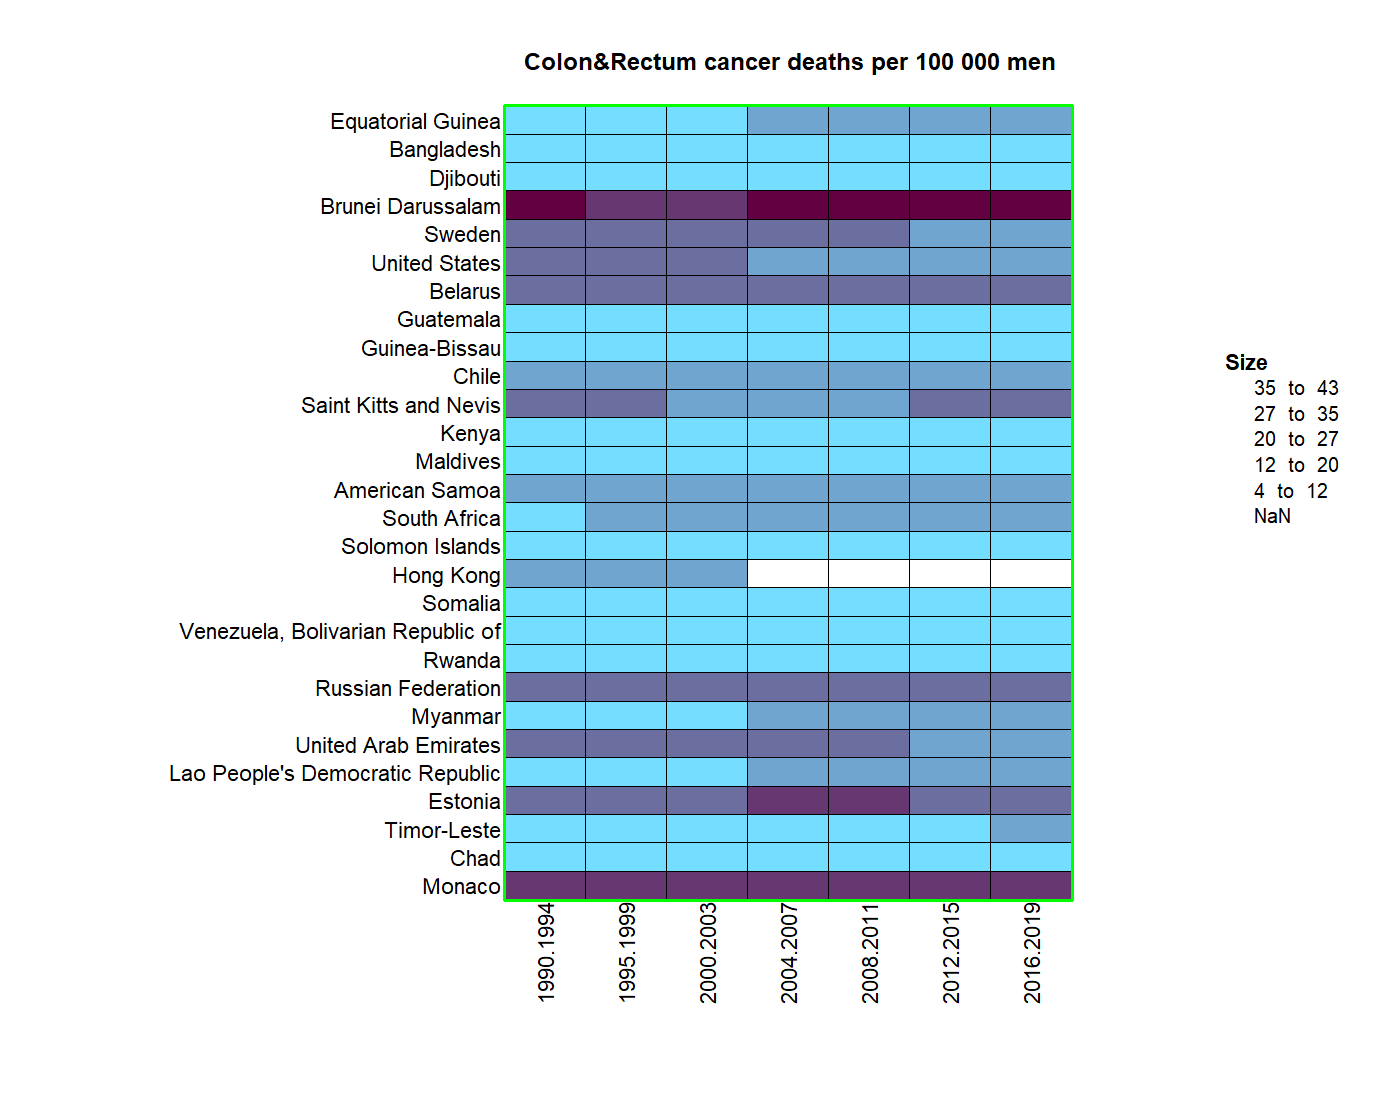 Colon&Rectum cancer deaths per 100 000 men
Equatorial Guinea
Bangladesh
Djibouti
Brunei Darussalam
Sweden
United States
Belarus
Guatemala
Guinea-Bissau
Chile
Saint Kitts and Nevis
Kenya
Maldives
American Samoa
South Africa
Solomon Islands
Hong Kong
Somalia
Venezuela, Bolivarian Republic of
Rwanda
Russian Federation
Myanmar
United Arab Emirates
Lao People's Democratic Republic
Estonia
Timor-Leste
Chad
Monaco
1990.1994
1995.1999
2000.2003
2004.2007
2008.2011
2012.2015
2016.2019
Size
35 to 43
27 to 35
20 to 27
12 to 20
4 to 12
NaN